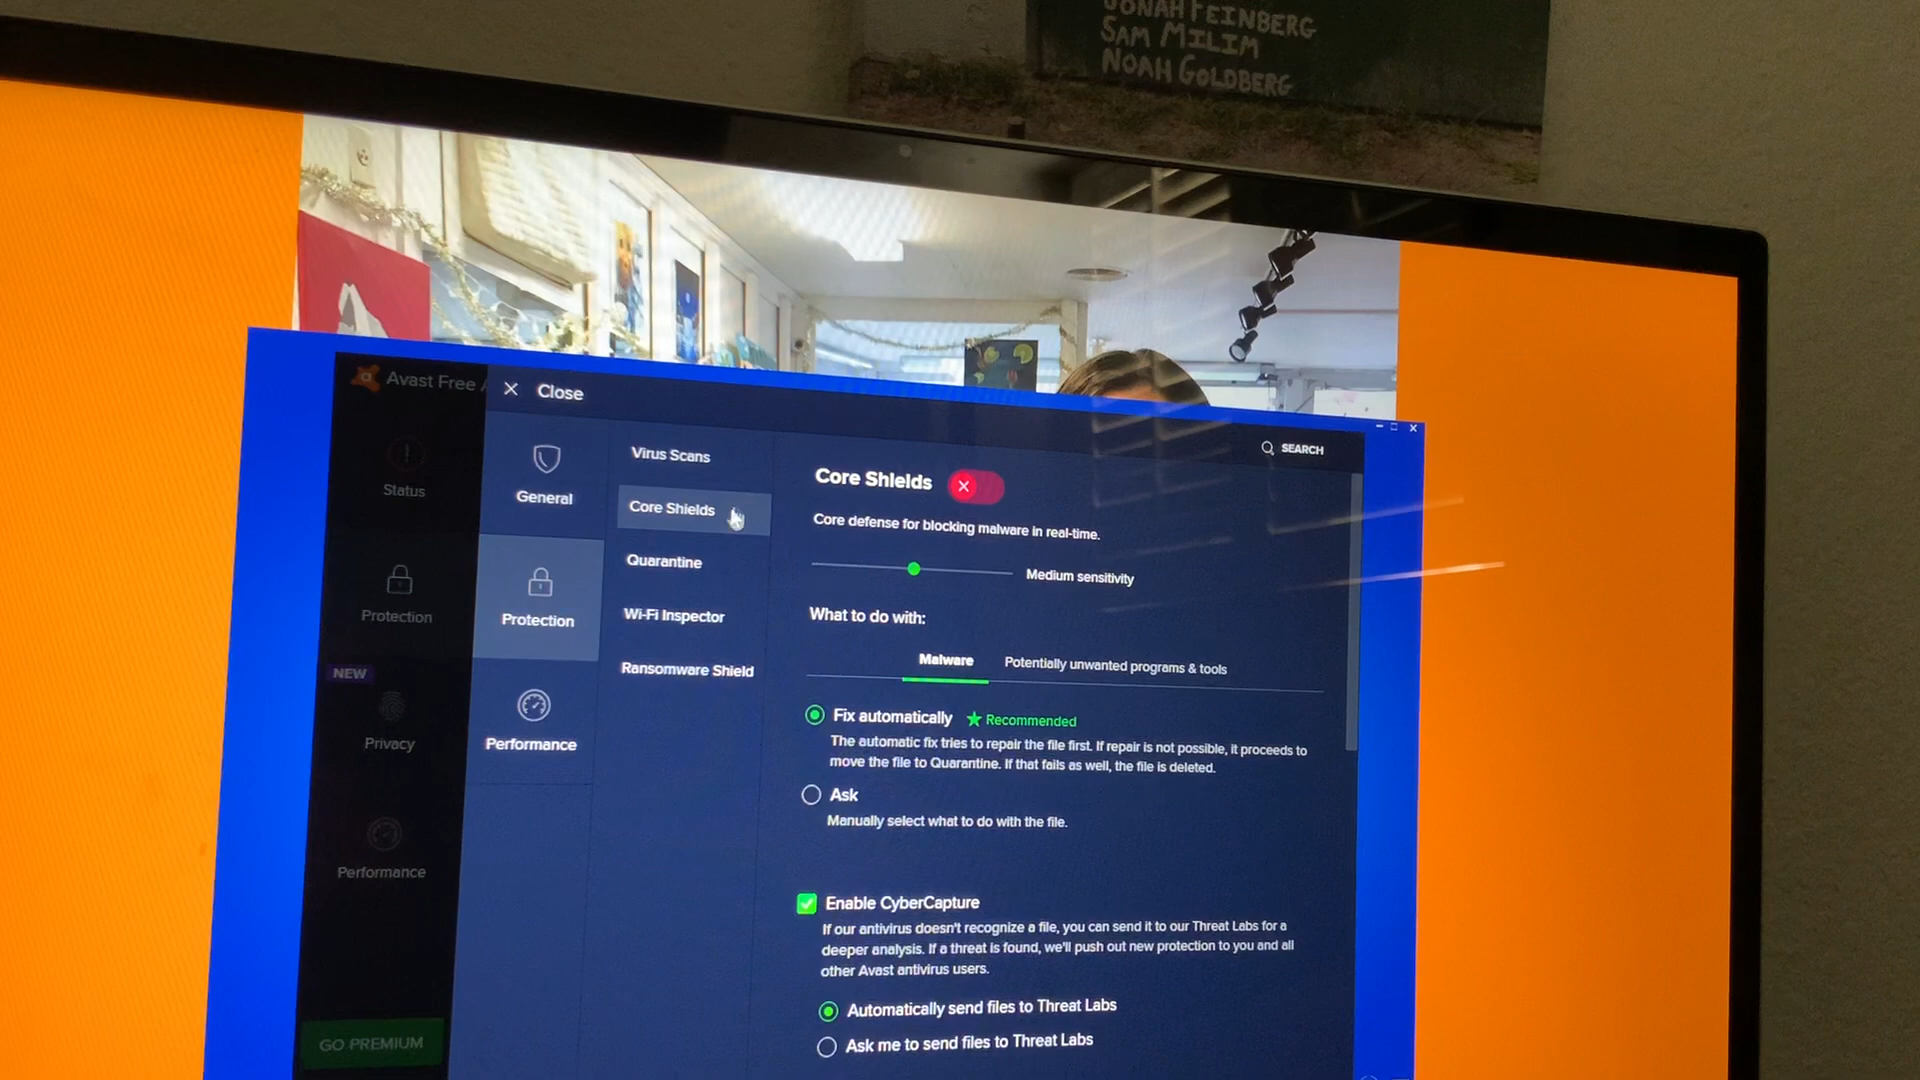 JONAH FEINBERG
SAM MILIM
NOAH GOLDBERG
Avast Free
Close
SEARCH
Status
Protection
NEW
Privacy
Performance
GO PREMIUM
General
Protection
Performance
Virus Scans
Core Shields
Quarantine
Wi-Fi Inspector
Ransomware Shield
Core Shields
Core defense for blocking malware in real-time.
Medium sensitivity
What to do with:
Malware
Potentially unwanted programs & tools
Fix automatically
Recommended
The automatic fix tries to repair the file first. If repair is not possible, it proceeds to
move the file to Quarantine. If that fails as well, the file is deleted.
Ask
Manually select what to do with the file.
Enable CyberCapture
If our antivirus doesn't recognize a file, you can send it to our Threat Labs for a
deeper analysis. If a threat is found, we'll push out new protection to you and all
other Avast antivirus users.
Automatically send files to Threat Labs
Ask me to send files to Threat Labs